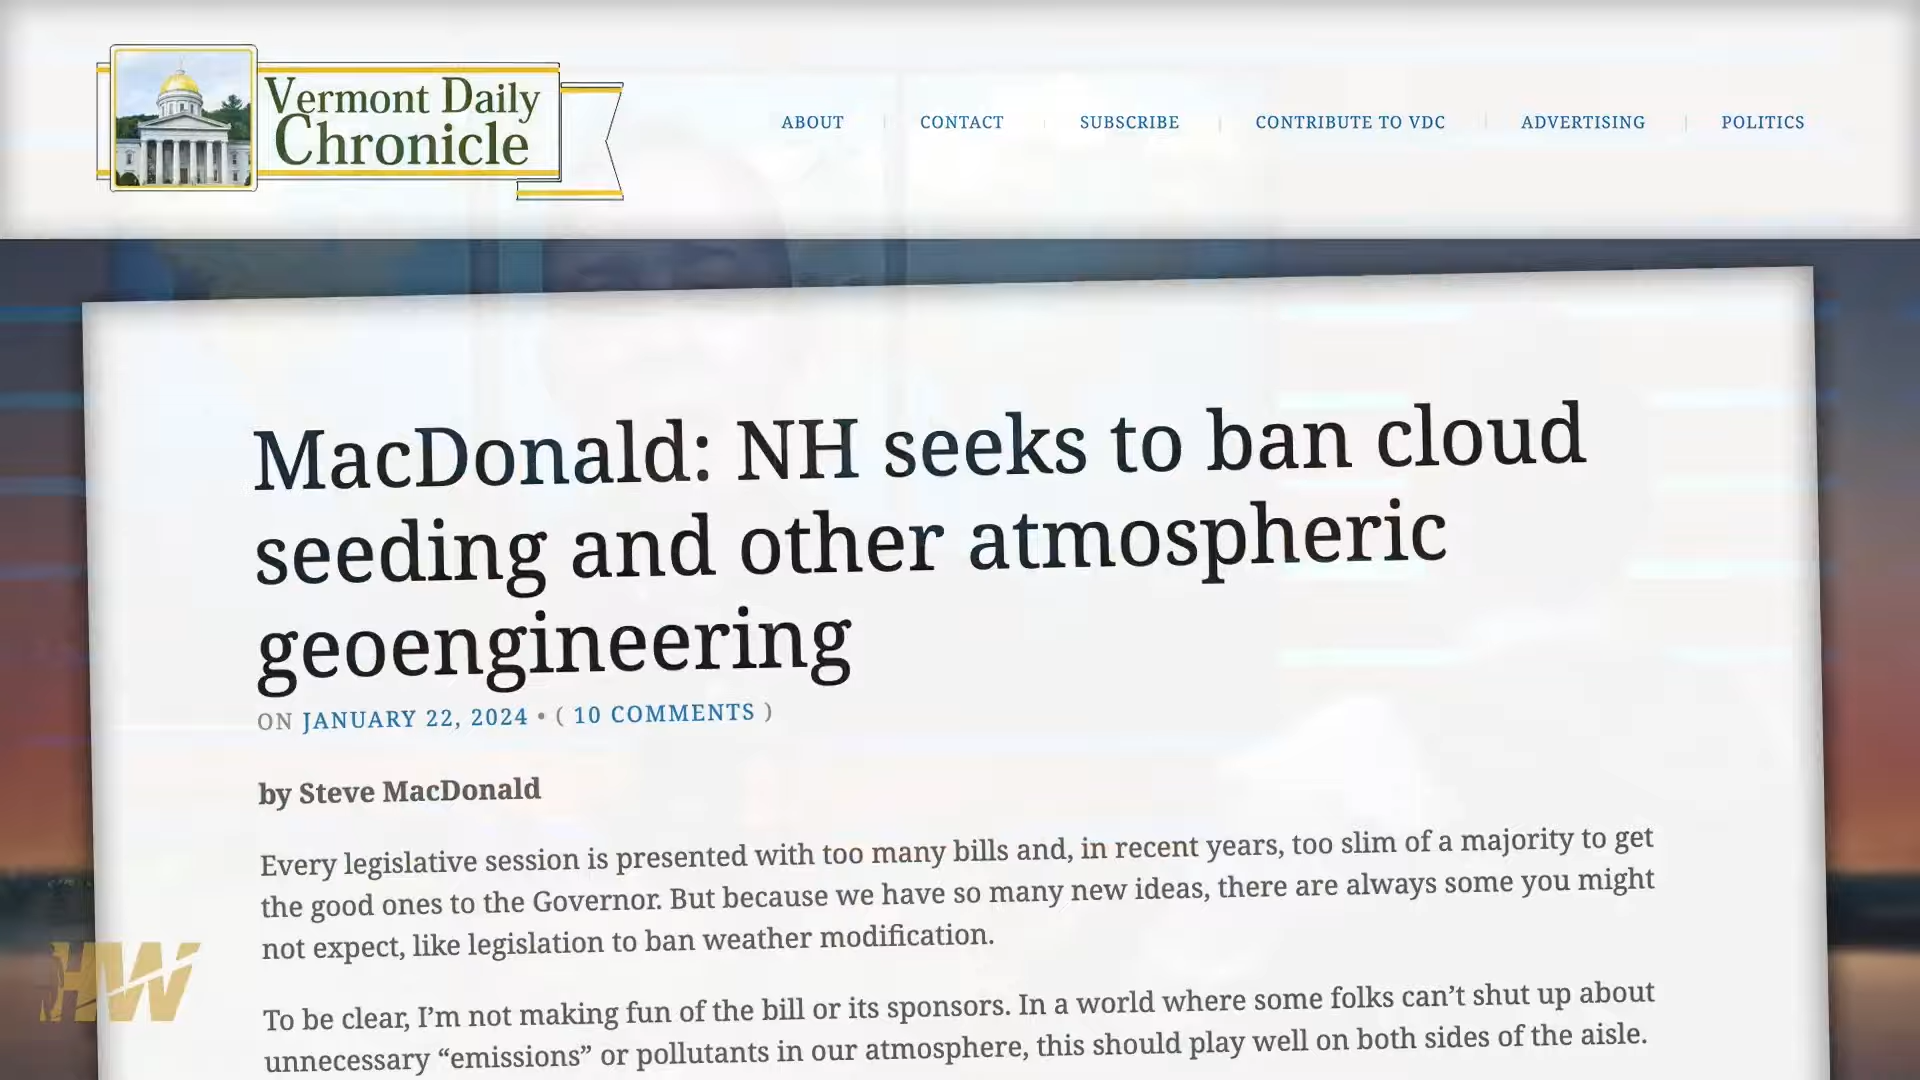 Vermont Daily
Chronicle
ABOUT
CONTACT
SUBSCRIBE
CONTRIBUTE TO VDC
ADVERTISING
POLITICS
MacDonald: NH seeks to ban cloud
seeding and other atmospheric
geoengineering
ON JANUARY 22, 2024 • ( 10 COMMENTS )
by Steve MacDonald
Every legislative session is presented with too many bills and, in recent years, too slim of a majority to get
the good ones to the Governor. But because we have so many new ideas, there are always some you might
not expect, like legislation to ban weather modification.
To be clear, I’m not making fun of the bill or its sponsors. In a world where some folks can’t shut up about
unnecessary “emissions” or pollutants in our atmosphere, this should play well on both sides of the aisle.
HW